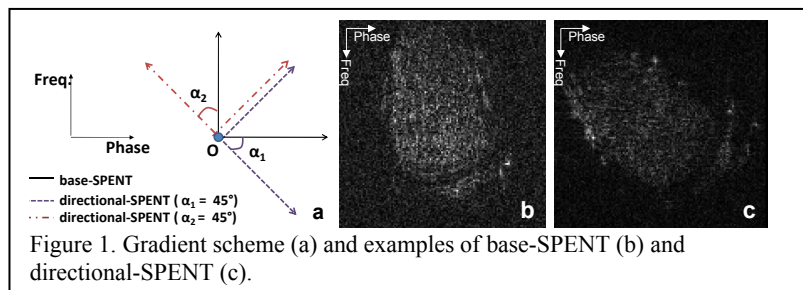 Freq.
Phase
α₂
α₁
O
base-SPENT
directional-SPENT ( α₁ = 45°)
directional-SPENT ( α₂ = 45°)
a
Phase
Freq
b
Phase
Freq
c
Figure 1. Gradient scheme (a) and examples of base-SPENT (b) and
directional-SPENT (c).